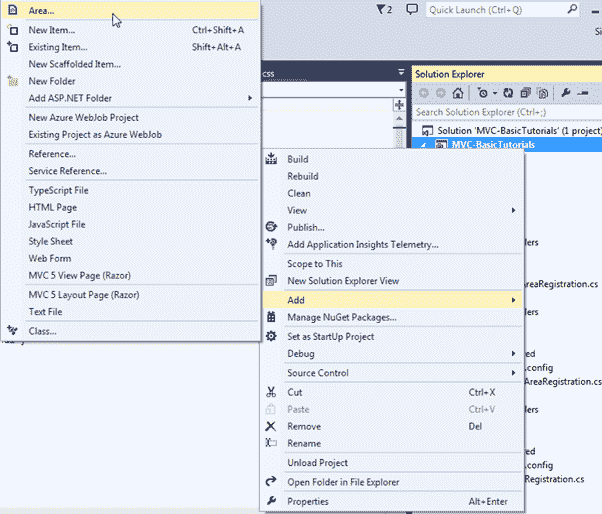 Area...
New Item... Ctrl+Shift+A
Existing Item... Shift+Alt+A
New Scaffolded Item...
New Folder
Add ASP.NET Folder
New Azure WebJob Project
Existing Project as Azure WebJob
Reference...
Service Reference...
TypeScript File
HTML Page
JavaScript File
Style Sheet
Web Form
MVC 5 View Page (Razor)
MVC 5 Layout Page (Razor)
Text File
Class...
2
Quick Launch (Ctrl+Q)
Si
css
Solution Explorer
Search Solution Explorer (Ctrl+;)
Solution 'MVC-BasicTutorials' (1 project)
MVC-BasicTutorials
Build
Rebuild
Clean
View
Publish...
Add Application Insights Telemetry...
Scope to This
New Solution Explorer View
Add
Manage NuGet Packages...
Set as StartUp Project
Debug
Source Control
Cut Ctrl+X
Paste Ctrl+V
Remove Del
Rename
Unload Project
Open Folder in File Explorer
Properties Alt+Enter
lers
AreaRegistration.cs
lers
ed
.config
AreaRegistration.cs
lers
ed
.config
Registration.cs